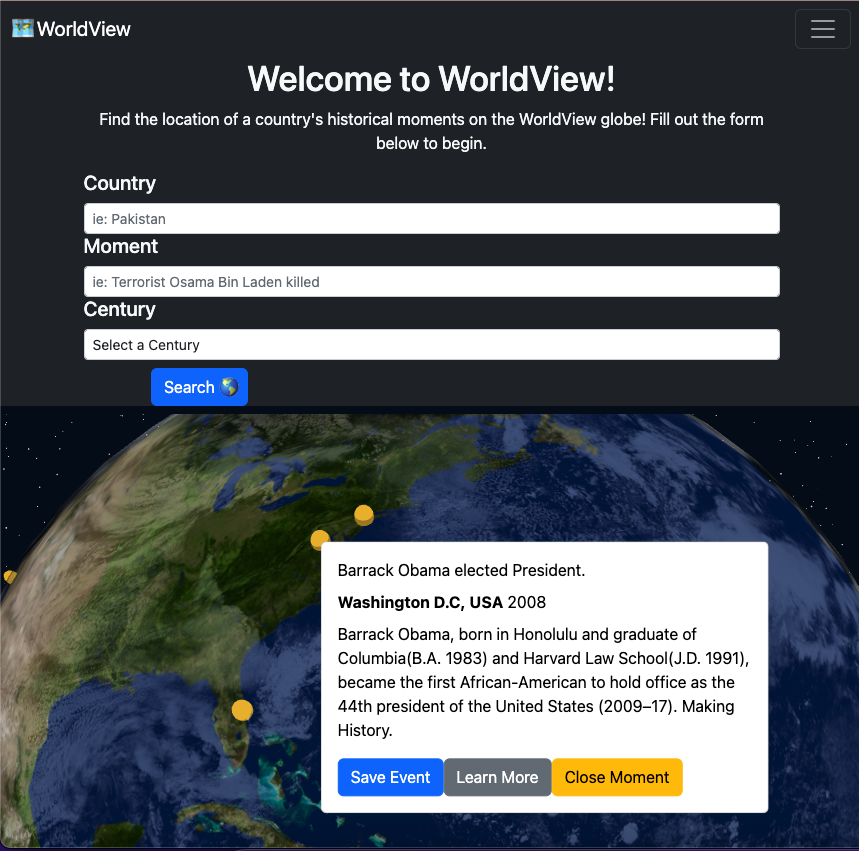 WorldView
Welcome to WorldView!
Find the location of a country's historical moments on the WorldView globe! Fill out the form
below to begin.
Country
ie: Pakistan
Moment
ie: Terrorist Osama Bin Laden killed
Century
Select a Century
Search
Barrack Obama elected President.
Washington D.C, USA 2008
Barrack Obama, born in Honolulu and graduate of
Columbia(B.A. 1983) and Harvard Law School(J.D. 1991),
became the first African-American to hold office as the
44th president of the United States (2009–17). Making
History.
Save Event Learn More Close Moment